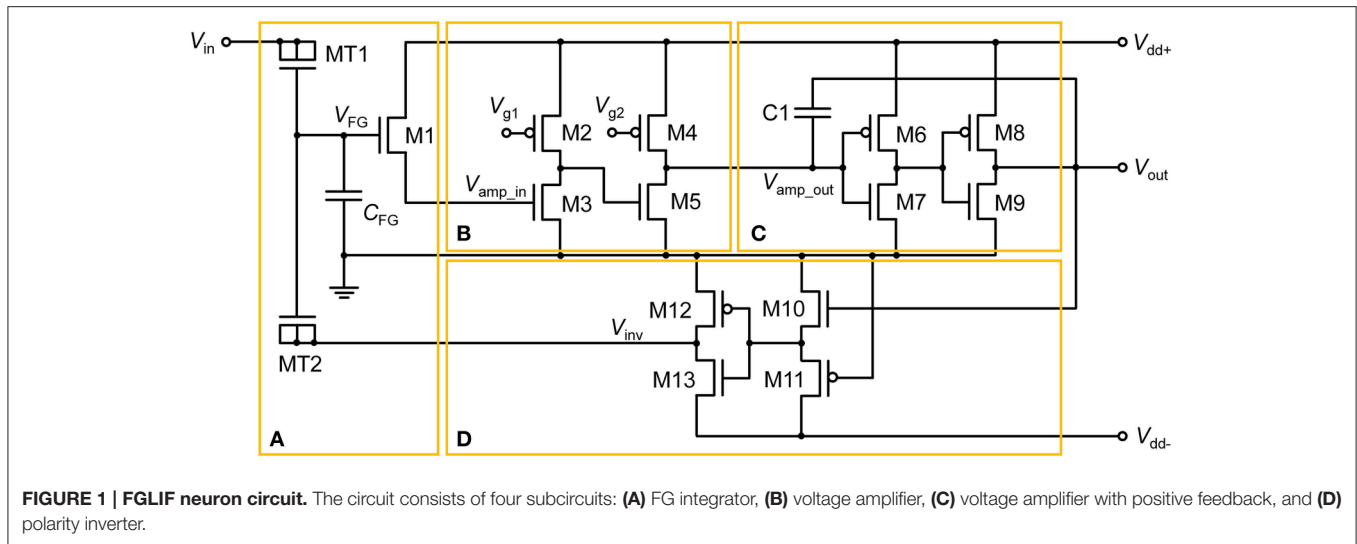 V_in
MT1
V_dd+
V_FG
M1
V_g1
M2
V_g2
M4
C1
M6
M8
V_amp_in
M3
M5
V_amp_out
M7
M9
V_out
C_FG
B
C
M12
M10
V_inv
MT2
M13
M11
A
D
V_dd-
FIGURE 1 | FGLIF neuron circuit. The circuit consists of four subcircuits: (A) FG integrator, (B) voltage amplifier, (C) voltage amplifier with positive feedback, and (D)
polarity inverter.